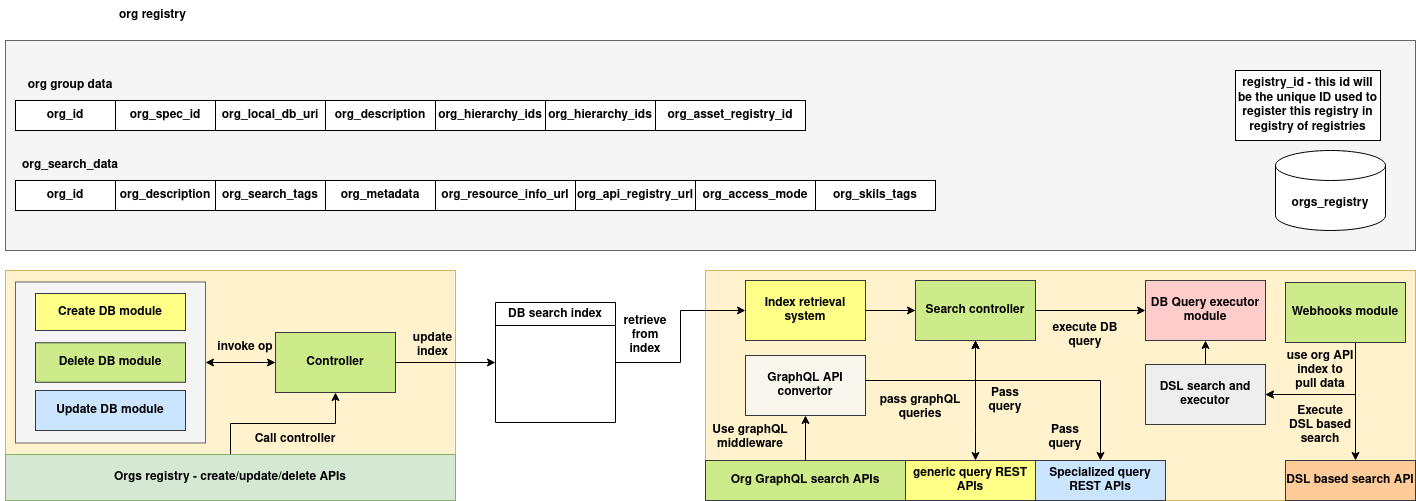 org registry
org group data
org_id org_spec_id org_local_db_uri org_description org_hierarchy_ids org_hierarchy_ids org_asset_registry_id
registry_id - this id will
be the unique ID used to
register this registry in
registry of registries
org_search_data
org_id org_description org_search_tags org_metadata org_resource_info_url org_api_registry_url org_access_mode org_skils_tags
orgs_registry
Create DB module
Delete DB module
Update DB module
invoke op
Controller
Call controller
Orgs registry - create/update/delete APIs
update
index
DB search index
retrieve
from
index
Index retrieval
system
Search controller
execute DB
query
DB Query executor
module
Webhooks module
GraphQL API
convertor
pass graphQL
queries
Pass
query
Pass
query
DSL search and
executor
use org API
index to
pull data
Execute
DSL based
search
Use graphQL
middleware
Org GraphQL search APIs
generic query REST
APIs
Specialized query
REST APIs
DSL based search API